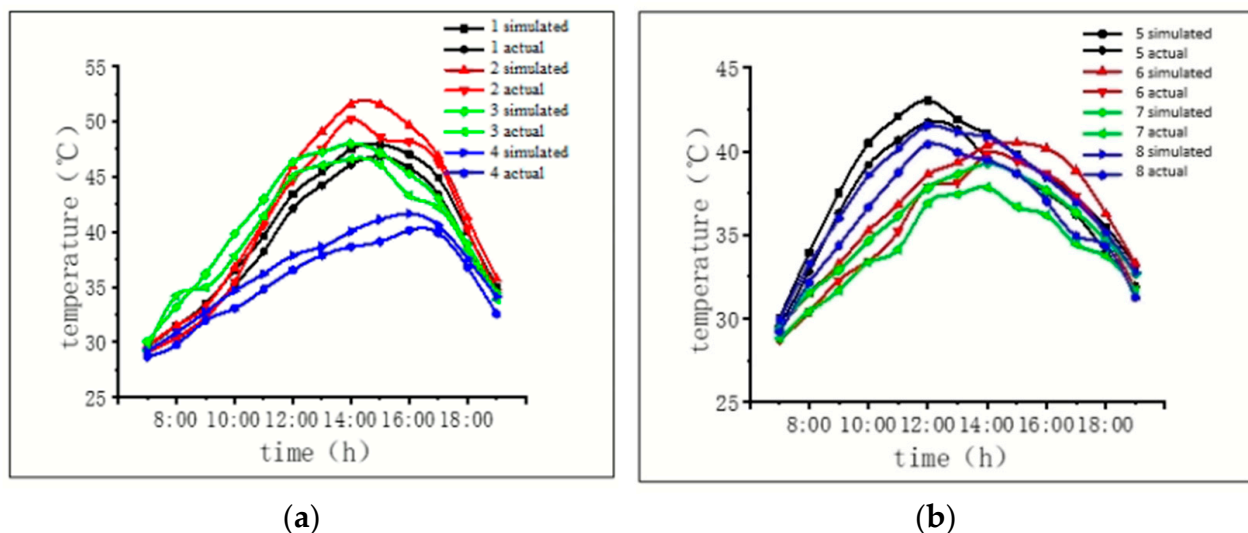 1 simulated
1 actual
2 simulated
2 actual
3 simulated
3 actual
4 simulated
4 actual
55
50
45
40
35
30
25
temperature (℃)
8:00 10:00 12:00 14:00 16:00 18:00
time (h)
(a)
5 simulated
5 actual
6 simulated
6 actual
7 simulated
7 actual
8 simulated
8 actual
45
40
35
30
25
temperature (℃)
8:00 10:00 12:00 14:00 16:00 18:00
time (h)
(b)